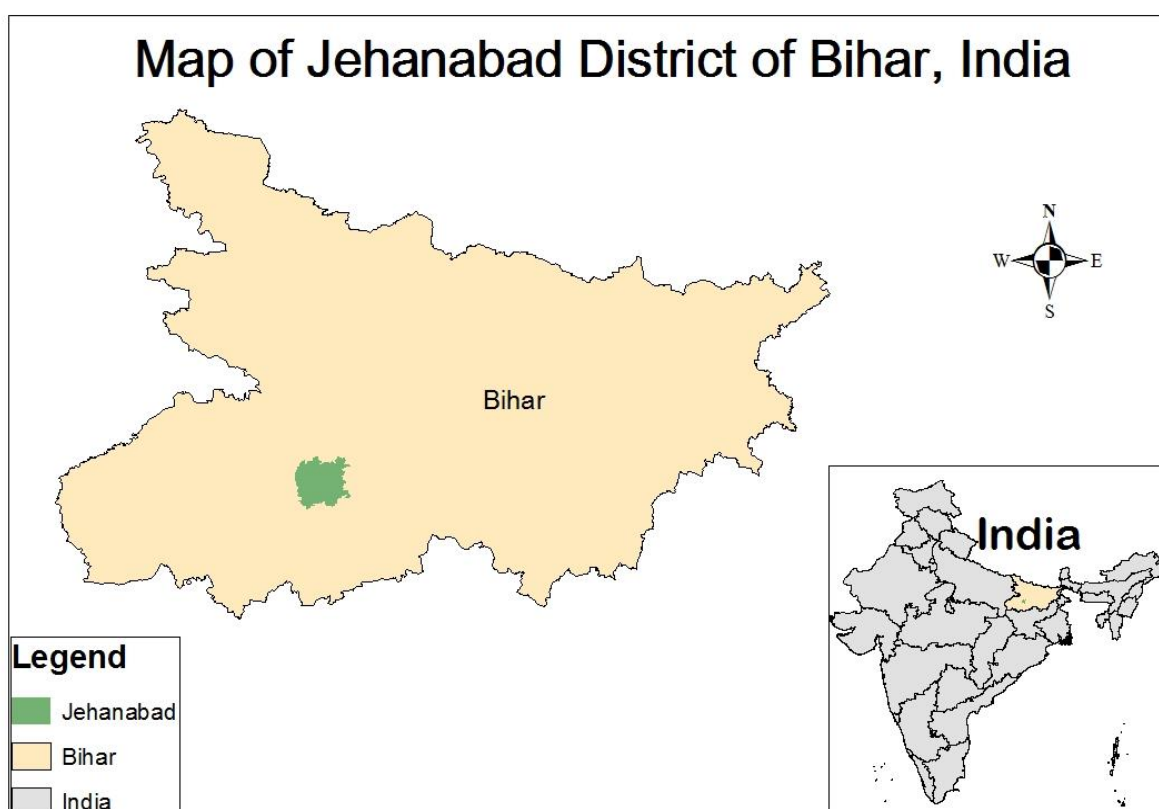 Map of Jehanabad District of Bihar, India
N
W E
S
Bihar
India
Legend
Jehanabad
Bihar
India